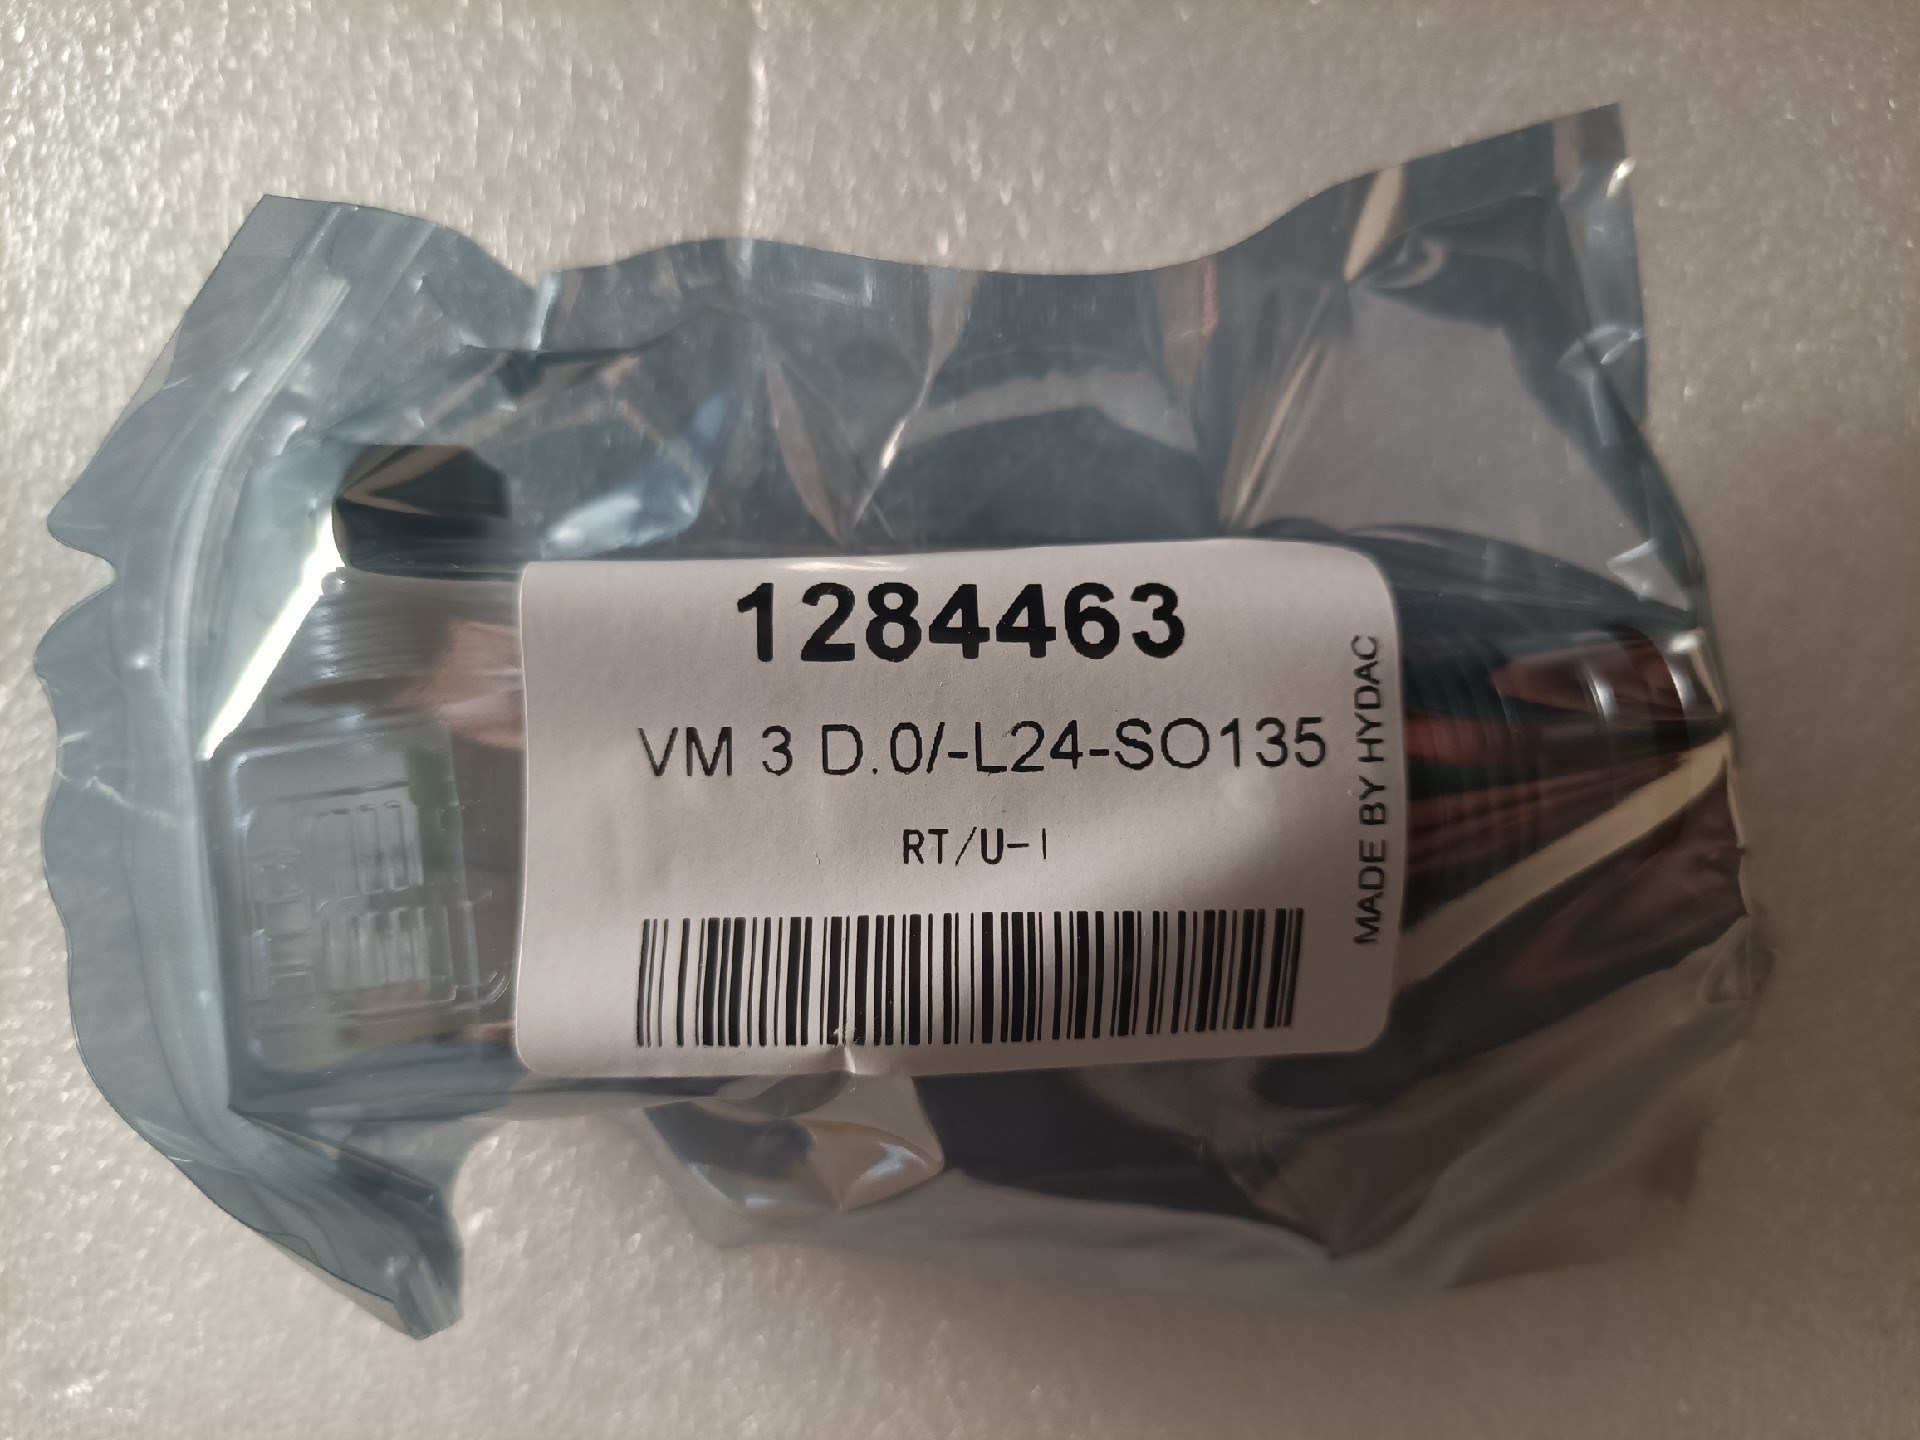 1284463
VM 3 D.0/-L24-SO135
RT/U-I
MADE BY HYDAC